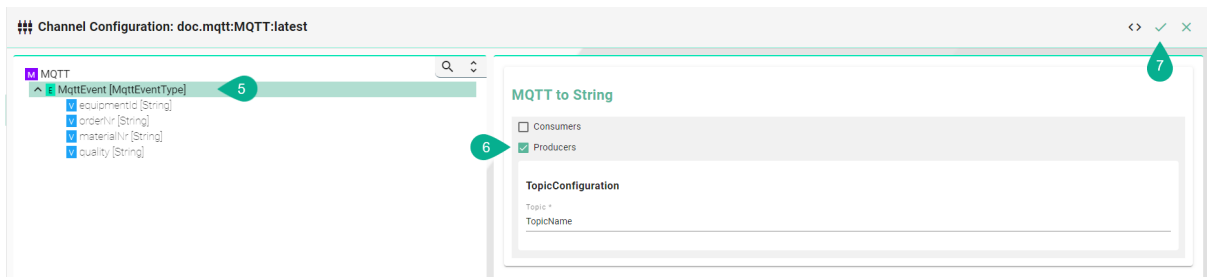 Channel Configuration: doc.mqtt:MQTT:latest
7
M MQTT
E MqttEvent [MqttEventType]
5
V equipmentId [String]
V orderNr [String]
V materialNr [String]
V quality [String]
MQTT to String
Consumers
6
Producers
TopicConfiguration
Topic *
TopicName